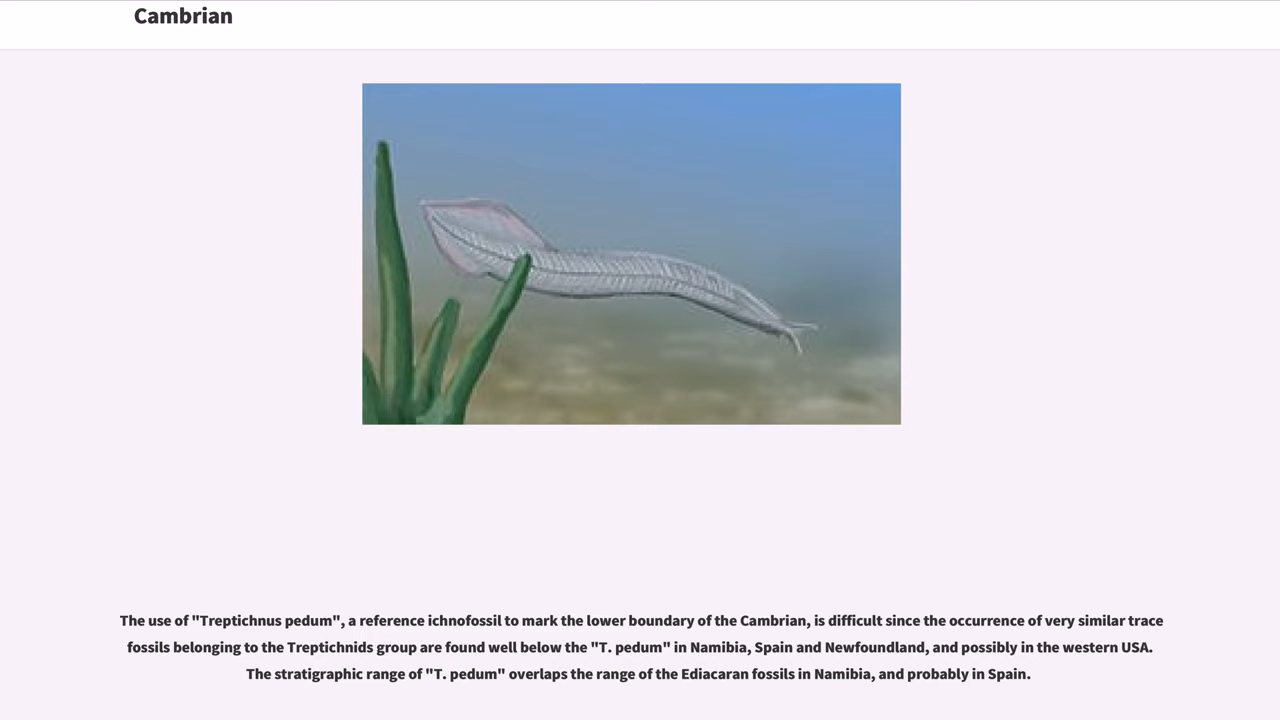 Cambrian
The use of "Treptichnus pedum", a reference ichnofossil to mark the lower boundary of the Cambrian, is difficult since the occurrence of very similar trace
fossils belonging to the Treptichnids group are found well below the "T. pedum" in Namibia, Spain and Newfoundland, and possibly in the western USA.
The stratigraphic range of "T. pedum" overlaps the range of the Ediacaran fossils in Namibia, and probably in Spain.